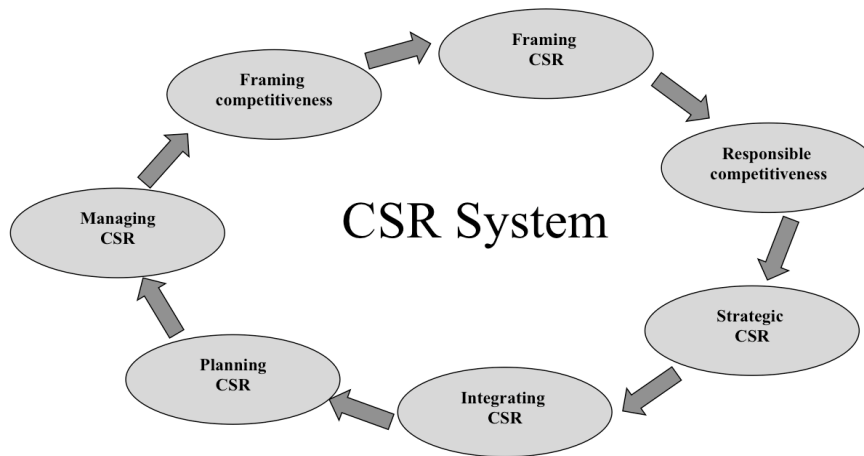 Framing
CSR
Framing
competitiveness
Responsible
competitiveness
Managing
CSR
CSR System
Strategic
CSR
Planning
CSR
Integrating
CSR